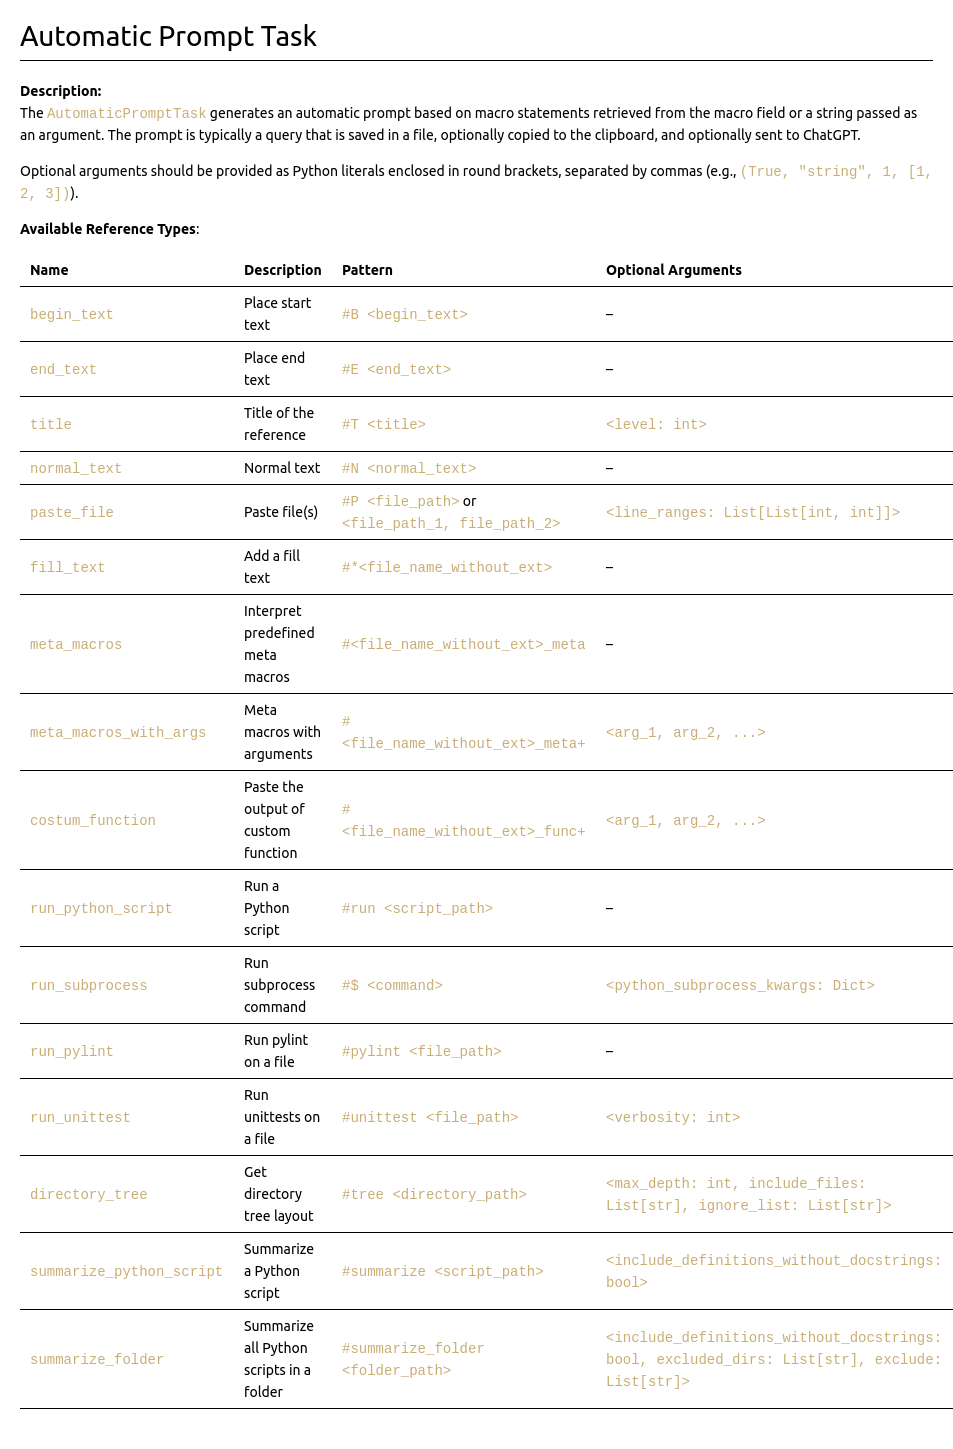 Automatic Prompt Task
Description:
The AutomaticPromptTask generates an automatic prompt based on macro statements retrieved from the macro field or a string passed as
an argument. The prompt is typically a query that is saved in a file, optionally copied to the clipboard, and optionally sent to ChatGPT.
Optional arguments should be provided as Python literals enclosed in round brackets, separated by commas (e.g., (True, "string", 1, [1,
2, 3])).
Available Reference Types:
Name Description Pattern Optional Arguments
begin_text Place start #B <begin_text> –
text
end_text Place end #E <end_text> –
text
title Title of the #T <title> <level: int>
reference
normal_text Normal text #N <normal_text> –
paste_file Paste file(s) #P <file_path> or <line_ranges: List[List[int, int]]>
<file_path_1, file_path_2>
fill_text Add a fill #*<file_name_without_ext> –
text
meta_macros Interpret #<file_name_without_ext>_meta –
predefined
meta
macros
meta_macros_with_args Meta # <arg_1, arg_2, ...>
macros with <file_name_without_ext>_meta+
arguments
costum_function Paste the # <arg_1, arg_2, ...>
output of <file_name_without_ext>_func+
custom
function
run_python_script Run a #run <script_path> –
Python
script
run_subprocess Run #$ <command> <python_subprocess_kwargs: Dict>
subprocess
command
run_pylint Run pylint #pylint <file_path> –
on a file
run_unittest Run #unittest <file_path> <verbosity: int>
unittests on
a file
directory_tree Get #tree <directory_path> <max_depth: int, include_files:
directory List[str], ignore_list: List[str]>
tree layout
summarize_python_script Summarize #summarize <script_path> <include_definitions_without_docstrings:
a Python bool>
script
summarize_folder Summarize #summarize_folder <include_definitions_without_docstrings:
all Python <folder_path> bool, excluded_dirs: List[str], exclude:
scripts in a List[str]>
folder